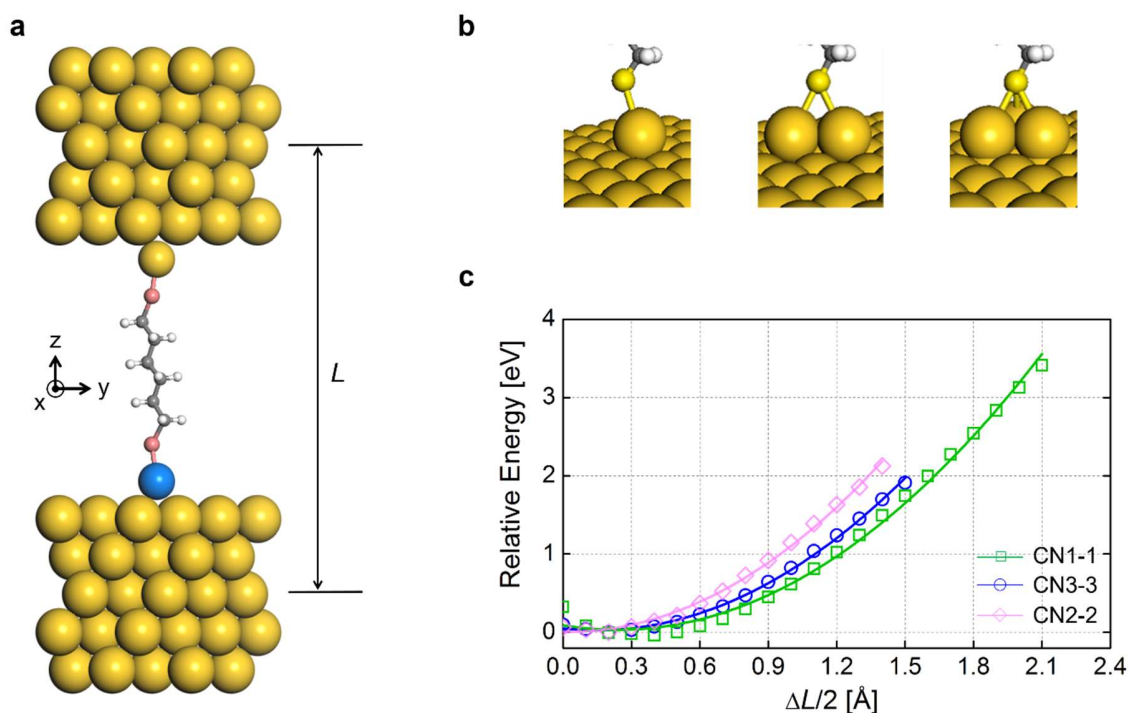 a
b
z
y
x
L
c
Relative Energy [eV]
4
3
2
1
0
CN1-1
CN3-3
CN2-2
0.0 0.3 0.6 0.9 1.2 1.5 1.8 2.1 2.4
ΔL/2 [Å]